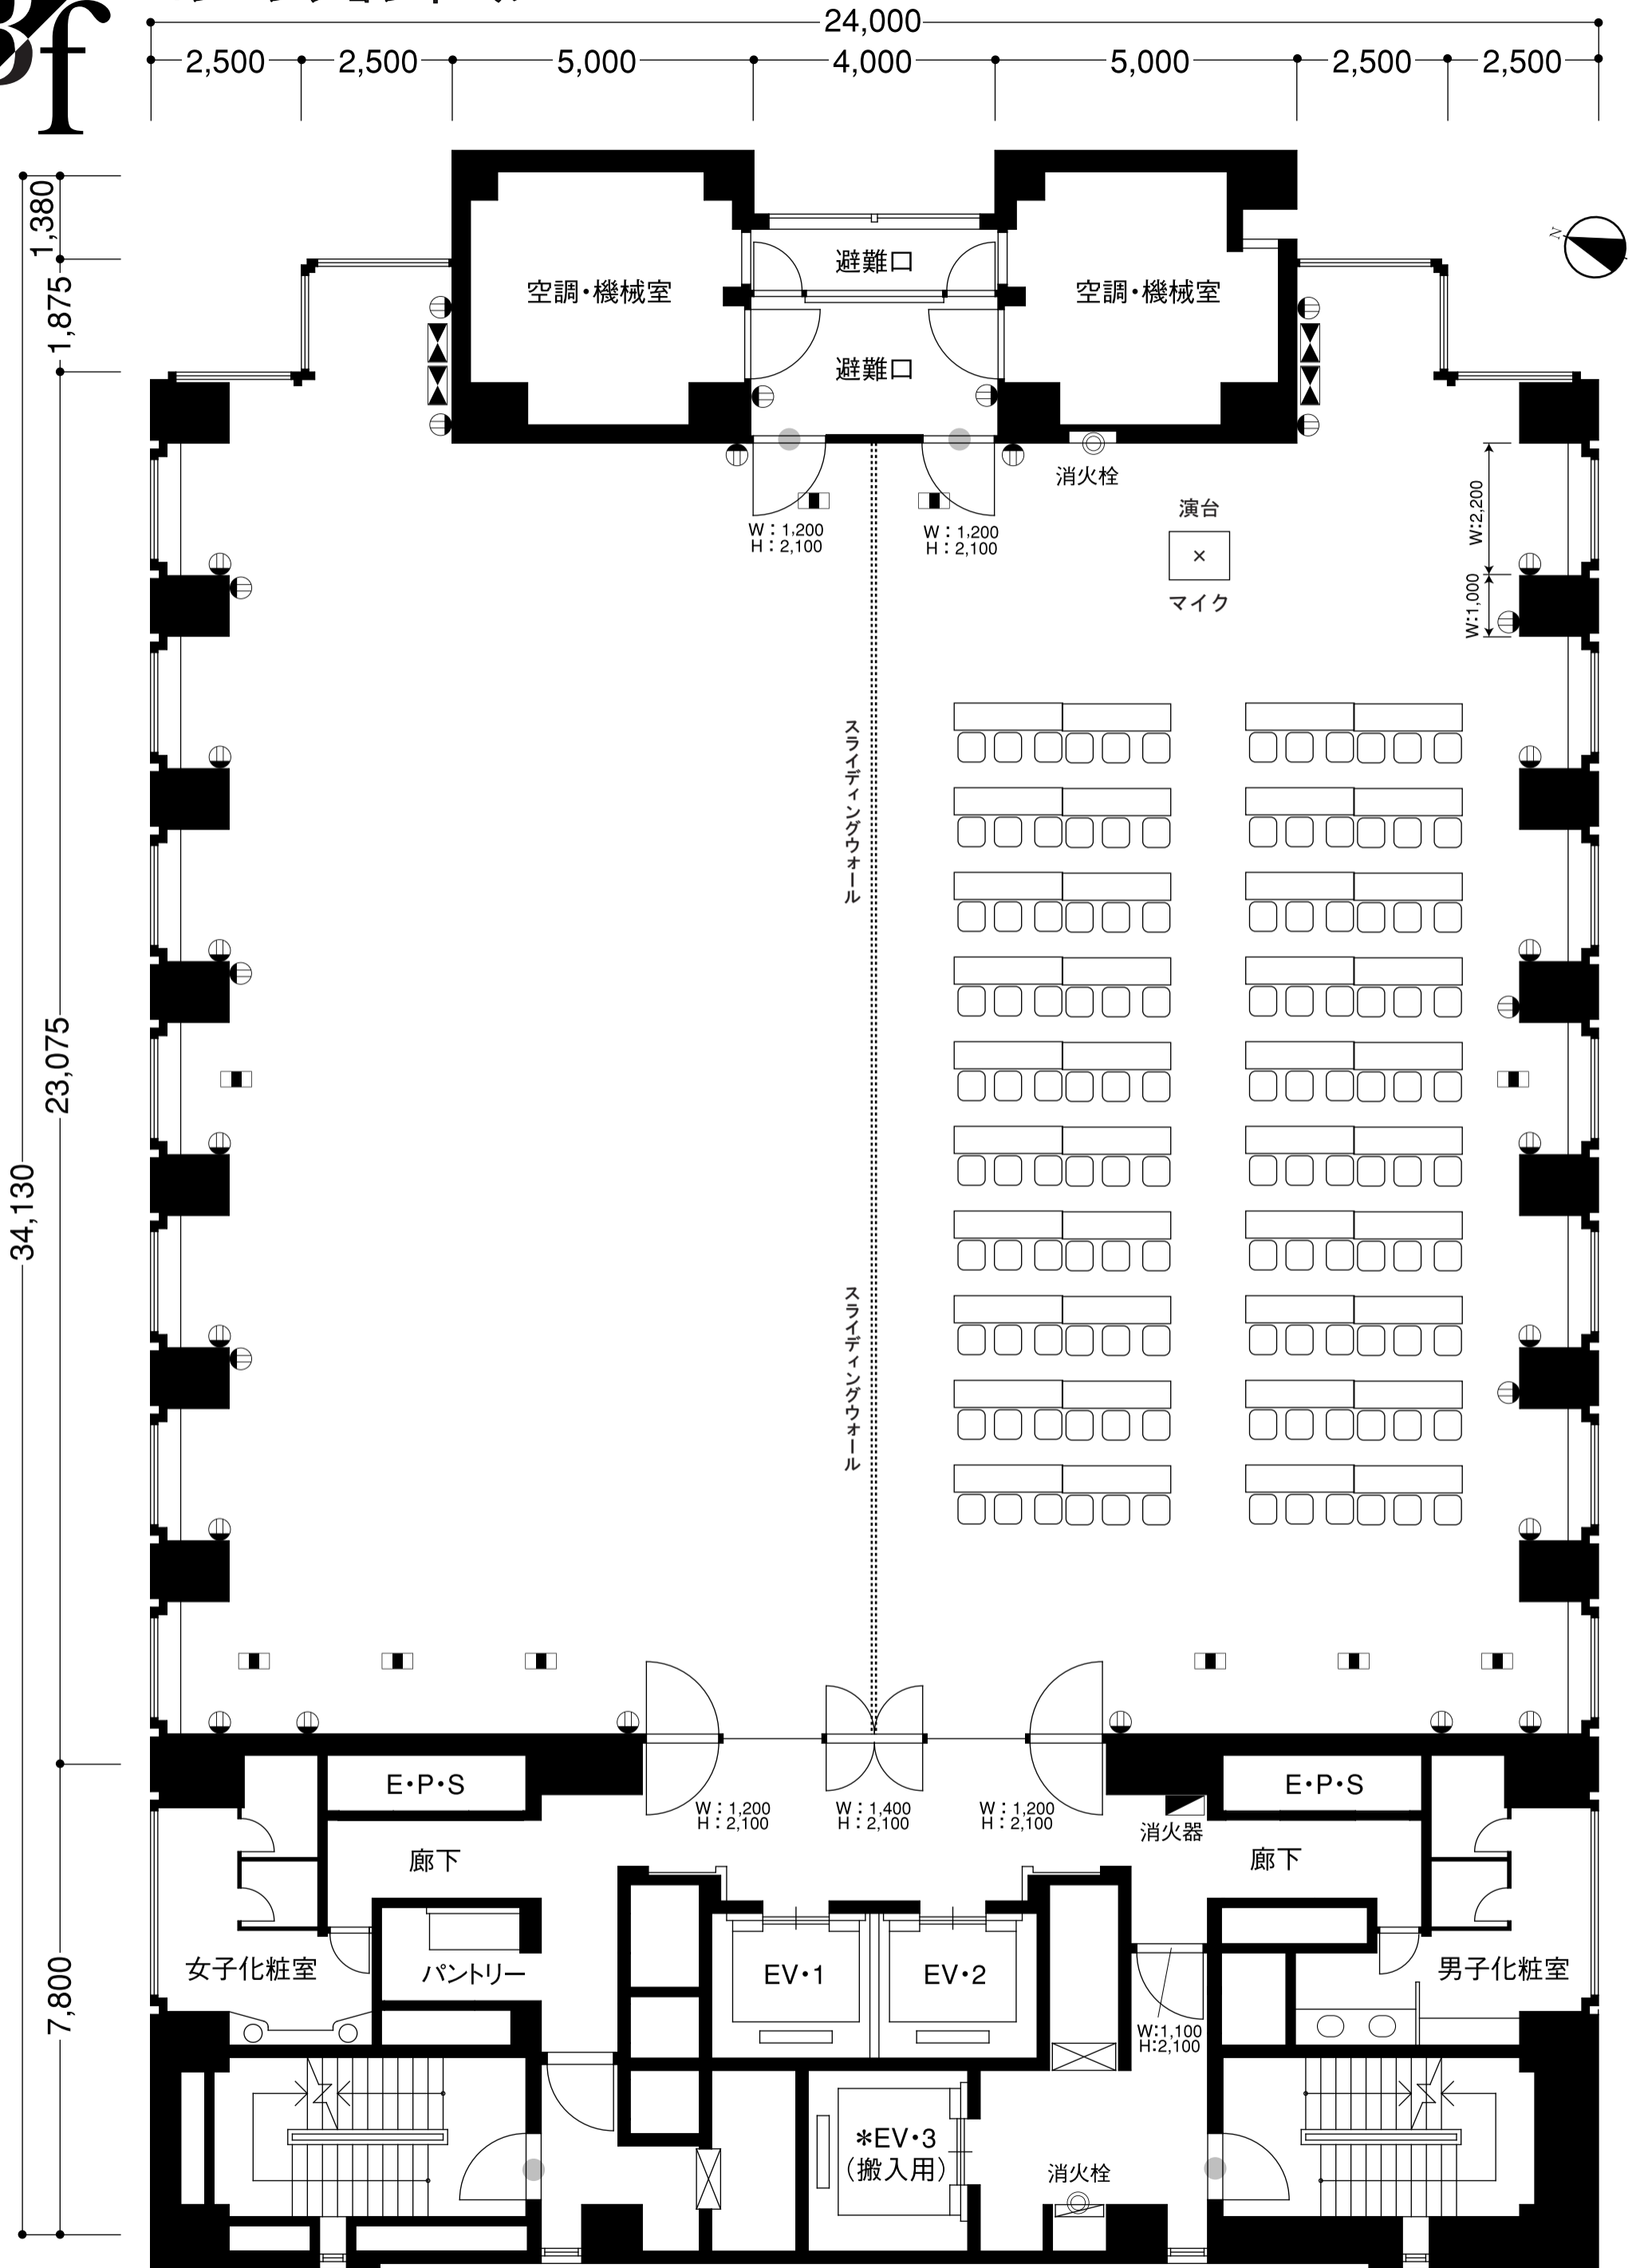 f
24,000
2,500 2,500 5,000 4,000 5,000 2,500 2,500
1,380
1,875
23,075
34,130
7,800
N
避難口
空調・機械室
空調・機械室
避難口
消火栓
W：1,200
H：2,100
W：1,200
H：2,100
演台
×
マイク
W:2,200
W:1,000
スライディングウォール
スライディングウォール
E・P・S
E・P・S
W：1,200
H：2,100
W：1,400
H：2,100
W：1,200
H：2,100
消火器
廊下
廊下
女子化粧室
パントリー
EV・1
EV・2
男子化粧室
W:1,100
H:2,100
＊EV・3
（搬入用）
消火栓